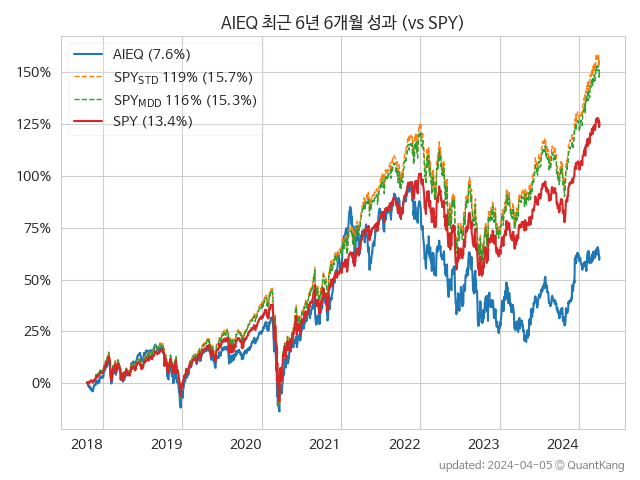 AIEQ 최근 6년 6개월 성과 (vs SPY)
AIEQ (7.6%)
SPY_STD 119% (15.7%)
SPY_MDD 116% (15.3%)
SPY (13.4%)
150%
125%
100%
75%
50%
25%
0%
2018 2019 2020 2021 2022 2023 2024
updated: 2024-04-05 © QuantKang